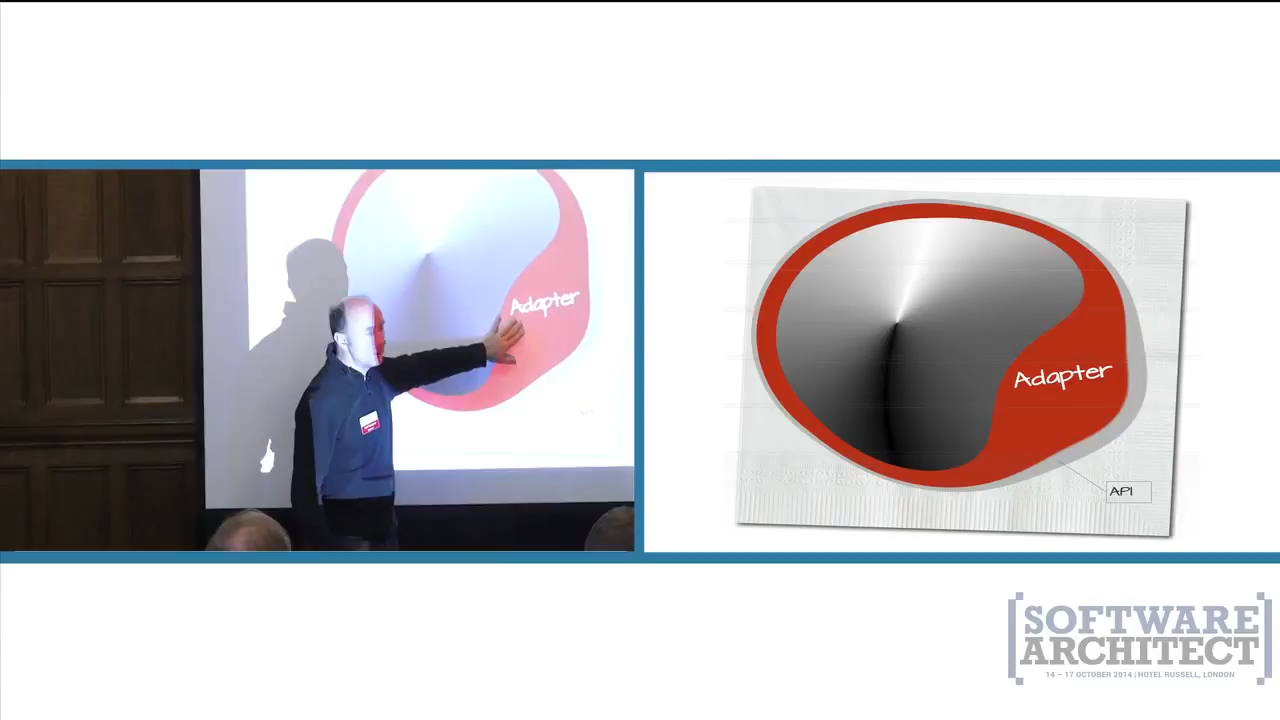 Adapter
Adapter
API
SOFTWARE
ARCHITECT
14 – 17 OCTOBER 2014 | HOTEL RUSSELL, LONDON